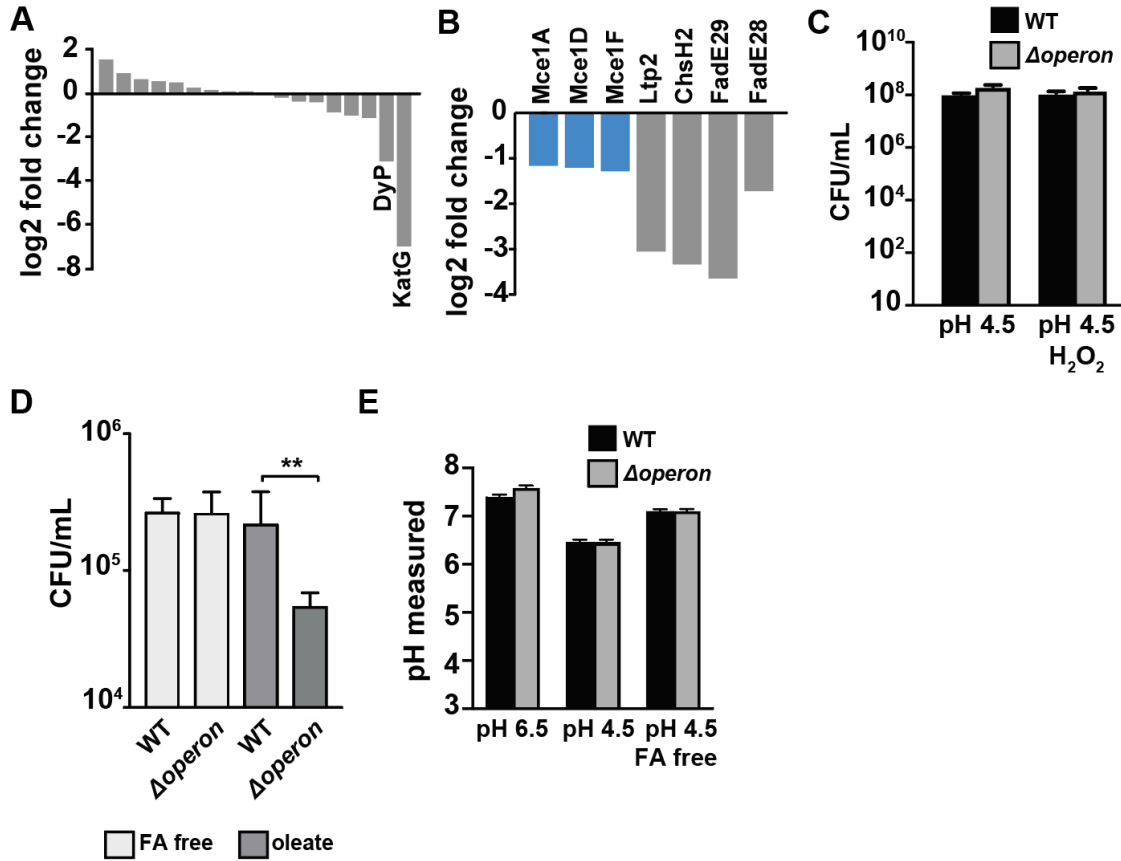 A
log2 fold change
2
0
-2
-4
-6
-8
DyP
KatG
B
log2 fold change
Mce1A
Mce1D
Mce1F
Ltp2
ChsH2
FadE29
FadE28
0
-1
-2
-3
-4
C
WT
Δoperon
CFU/mL
10¹⁰
10⁸
10⁶
10⁴
10²
10
pH 4.5
pH 4.5
H₂O₂
D
CFU/mL
10⁶
10⁵
10⁴
**
WT
Δoperon
WT
Δoperon
FA free
oleate
E
WT
Δoperon
pH measured
8
7
6
5
4
3
pH 6.5
pH 4.5
pH 4.5
FA free